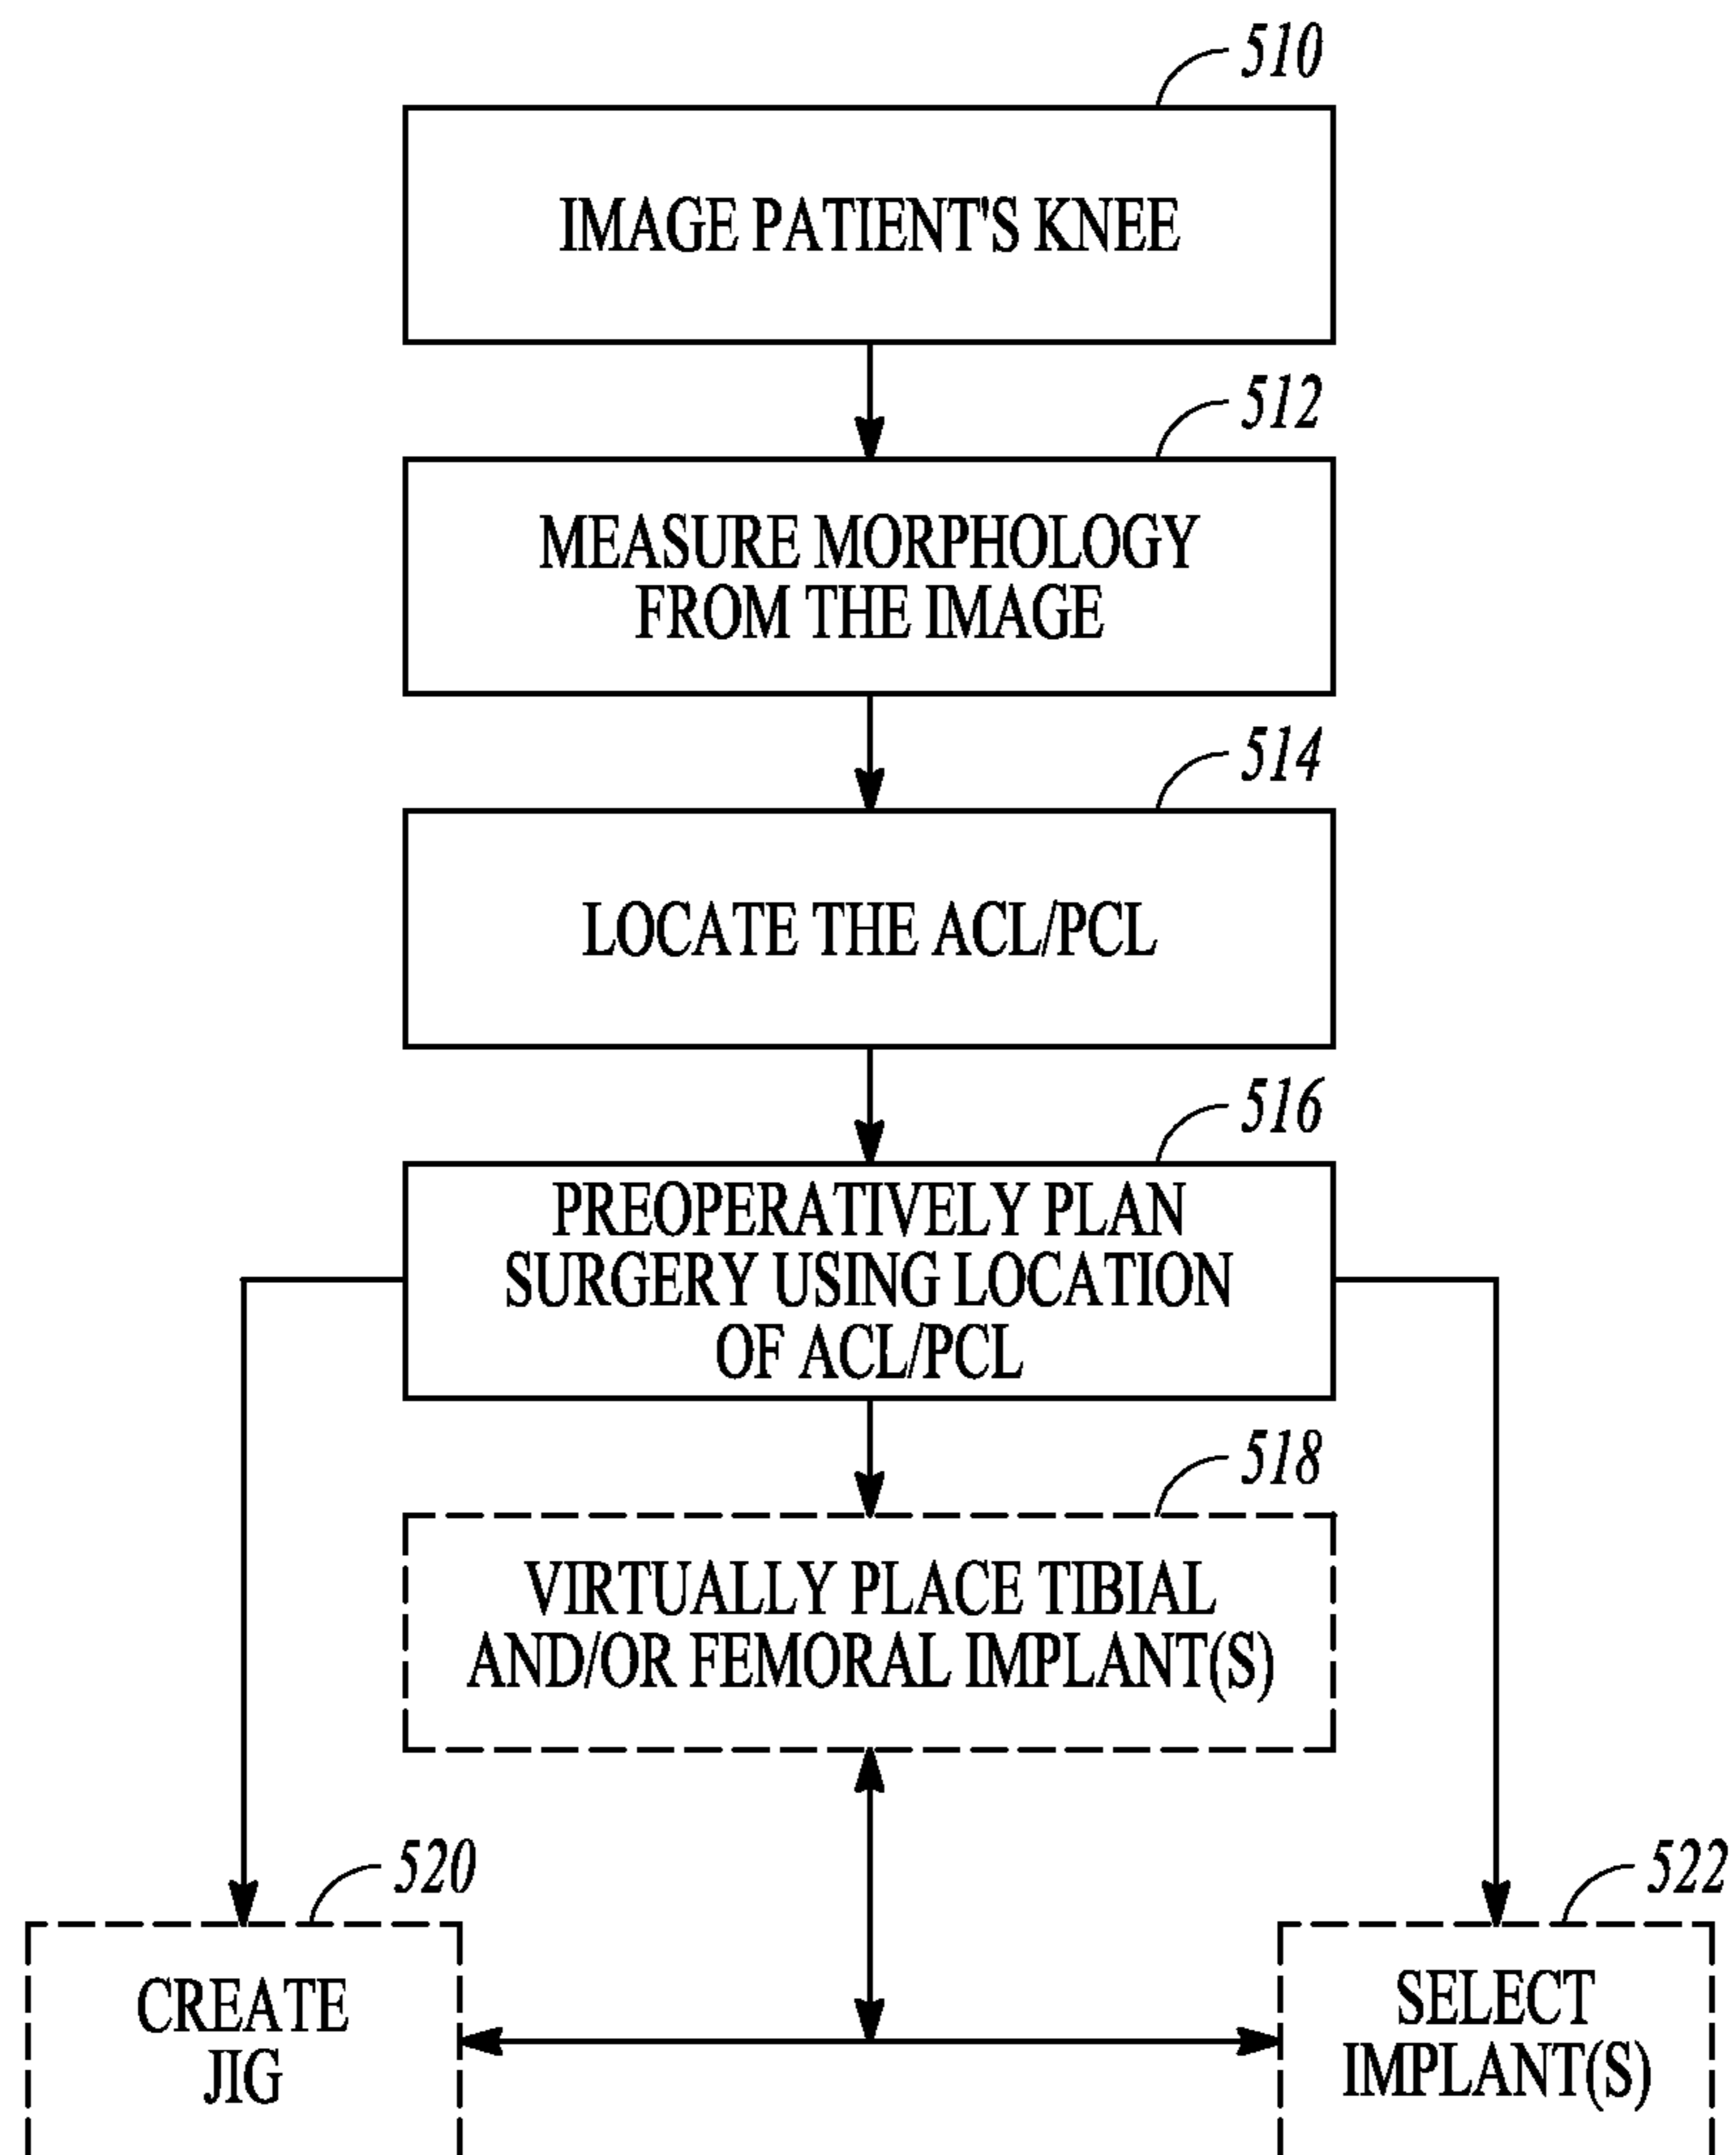 510
IMAGE PATIENT'S KNEE
512
MEASURE MORPHOLOGY
FROM THE IMAGE
514
LOCATE THE ACL/PCL
516
PREOPERATIVELY PLAN
SURGERY USING LOCATION
OF ACL/PCL
518
VIRTUALLY PLACE TIBIAL
AND/OR FEMORAL IMPLANT(S)
520
CREATE
JIG
522
SELECT
IMPLANT(S)